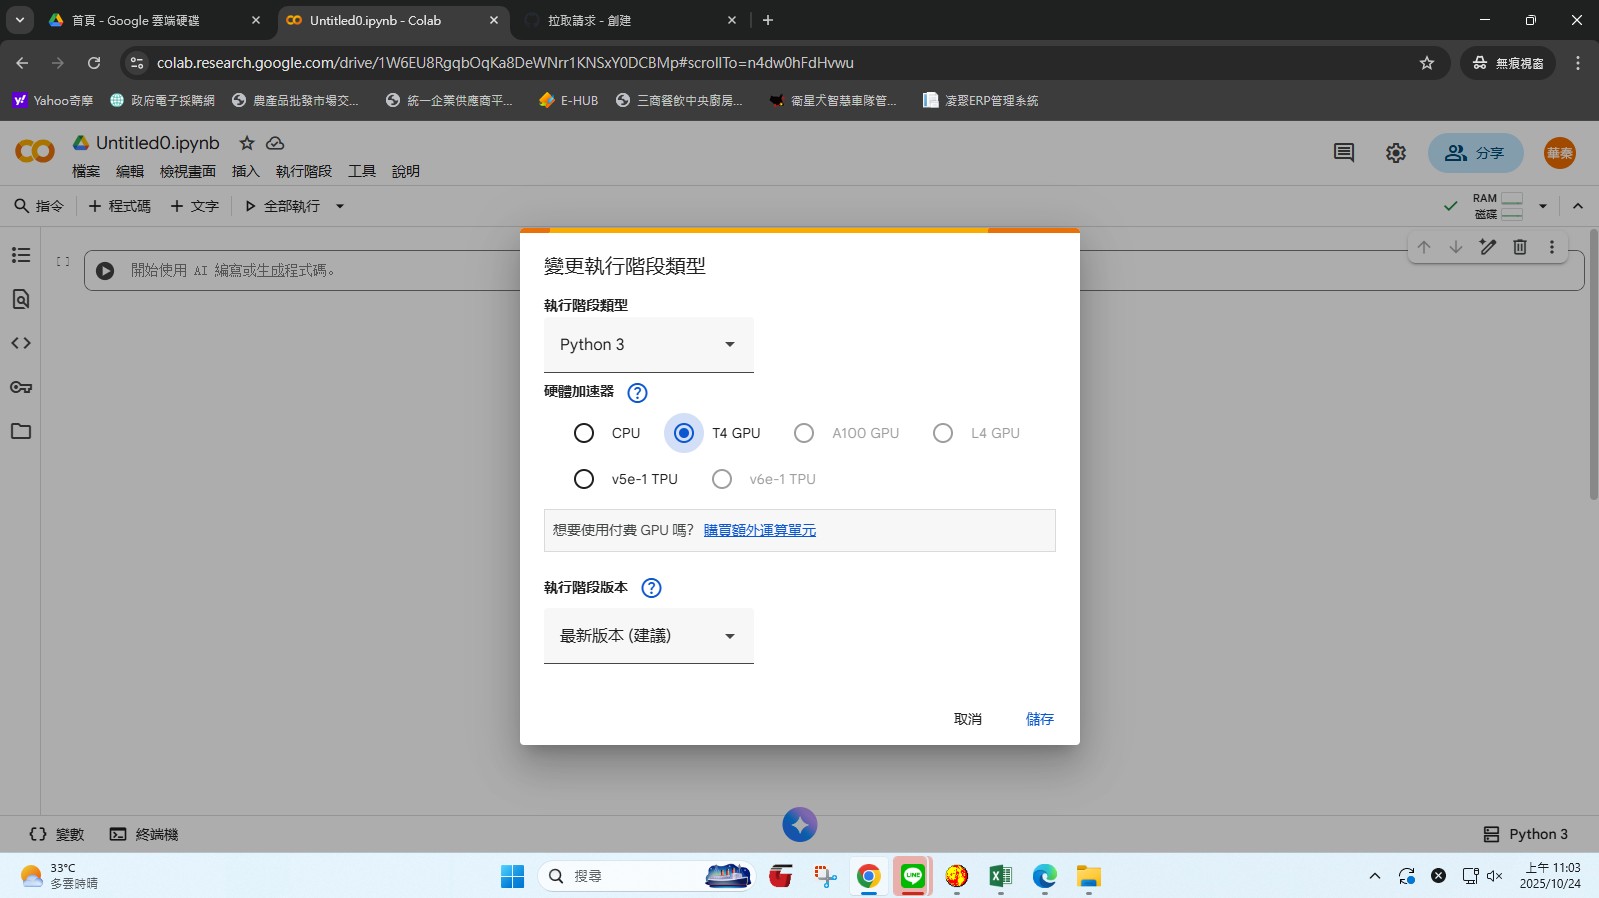 首頁 - Google 雲端硬碟
Untitled0.ipynb - Colab
拉取請求 - 創建
colab.research.google.com/drive/1W6EU8RgqbOqKa8DeWNrr1KNSxY0DCBMp#scrollTo=n4dw0hFdHvwu
無痕視窗
Yahoo奇摩
政府電子採購網
農產品批發市場交...
統一企業供應商平...
E-HUB
三商餐飲中央廚房...
衛星犬智慧車隊管...
凌翠ERP管理系統
Untitled0.ipynb
檔案 編輯 檢視畫面 插入 執行階段 工具 說明
分享
華秦
指令
+ 程式碼
+ 文字
全部執行
RAM
磁碟
[ ]
開始使用 AI 編寫或生成程式碼。
變更執行階段類型
執行階段類型
Python 3
硬體加速器
CPU
T4 GPU
A100 GPU
L4 GPU
v5e-1 TPU
v6e-1 TPU
想要使用付費 GPU 嗎? 購買額外運算單元
執行階段版本
最新版本 (建議)
取消
儲存
變數
終端機
Python 3
33°C
多雲時晴
搜尋
LINE
上午 11:03
2025/10/24